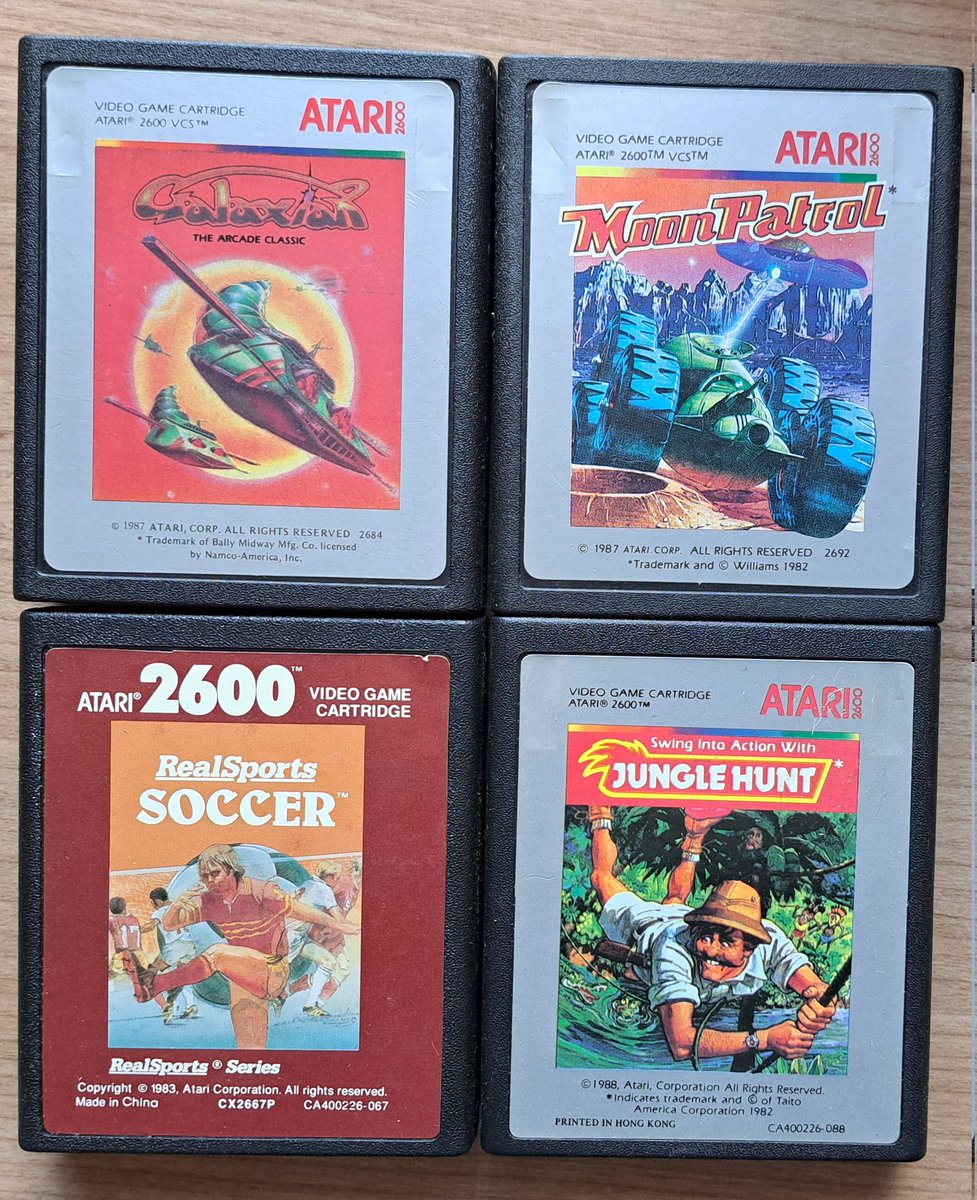 VIDEO GAME CARTRIDGE
ATARI® 2600 VCS™
ATARI 2600
Galaxian
THE ARCADE CLASSIC
© 1987 ATARI, CORP. ALL RIGHTS RESERVED 2684
* Trademark of Bally Midway Mfg. Co. licensed
by Namco-America, Inc.
VIDEO GAME CARTRIDGE
ATARI® 2600™ VCS™
ATARI 2600
Moon Patrol*
© 1987 ATARI CORP. ALL RIGHTS RESERVED 2692
*Trademark and © Williams 1982
ATARI® 2600™ VIDEO GAME
CARTRIDGE
RealSports
SOCCER™
17
RealSports® Series
Copyright © 1983, Atari Corporation. All rights reserved.
Made in China CX2667P CA400226-067
VIDEO GAME CARTRIDGE
ATARI® 2600™
ATARI 2600
Swing Into Action With
JUNGLE HUNT*
©1988, Atari, Corporation All Rights Reserved.
*Indicates trademark and © of Taito
America Corporation 1982
PRINTED IN HONG KONG CA400226-088